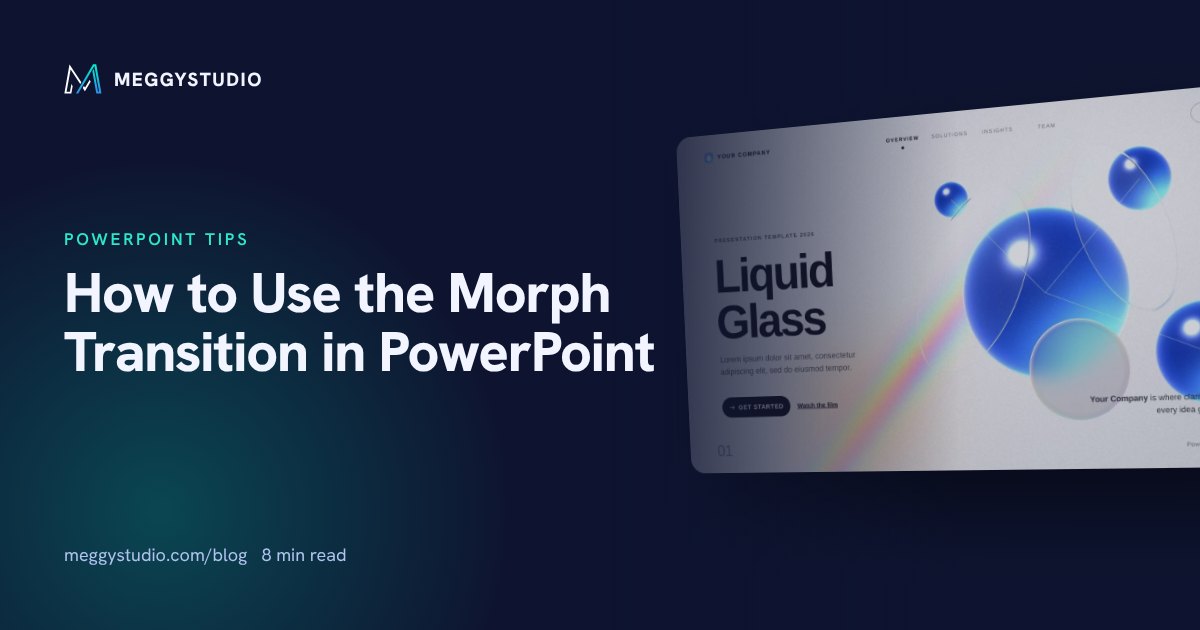 MEGGYSTUDIO
POWERPOINT TIPS
How to Use the Morph
Transition in PowerPoint
meggystudio.com/blog 8 min read
YOUR COMPANY
OVERVIEW SOLUTIONS INSIGHTS TEAM
PRESENTATION TEMPLATE 2026
Liquid
Glass
Lorem ipsum dolor sit amet, consectetur
adipiscing elit, sed do eiusmod tempor.
→ GET STARTED Watch the film
01
Your Company is where
every idea